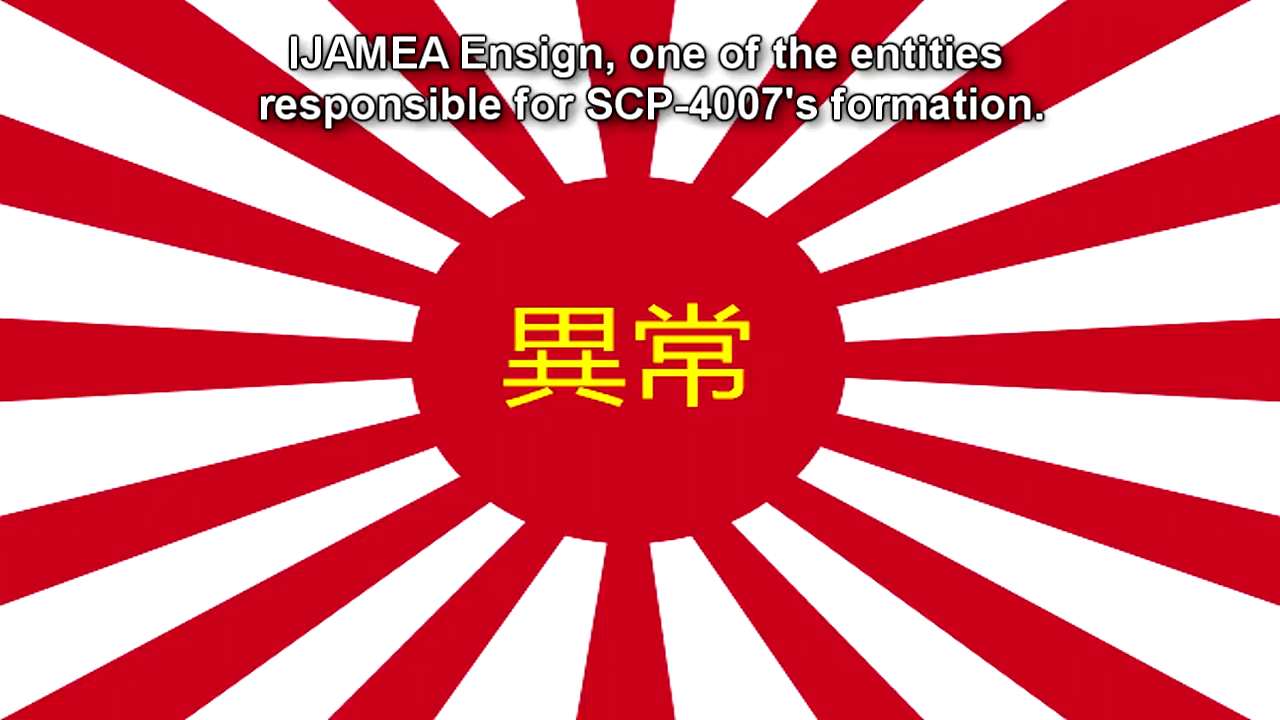 IJAMEA Ensign, one of the entities
responsible for SCP-4007's formation.
異常